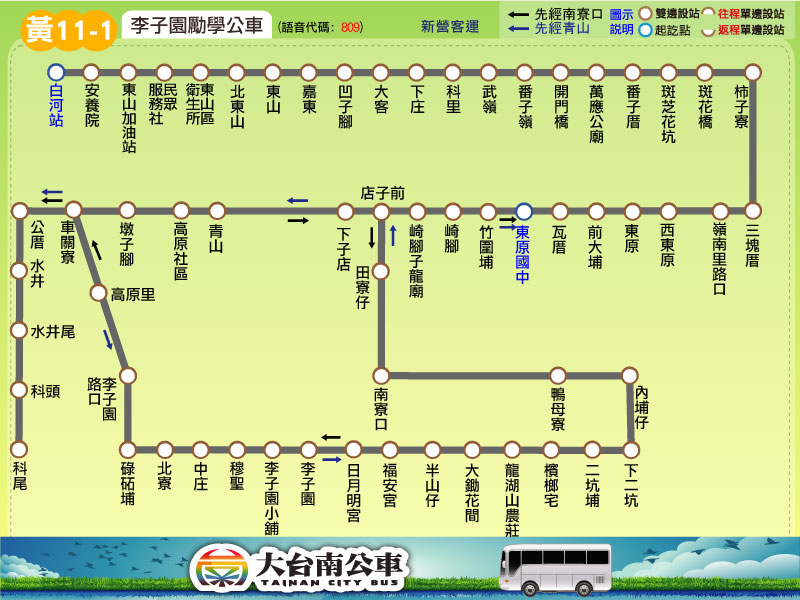 黃11-1
李子園勵學公車
(語音代碼: 809)
新營客運
先經南寮口
先經青山
圖示說明
雙邊設站
往程單邊設站
起訖點
返程單邊設站
白河站
安養院
東山加油站
民眾服務社
東山區衛生所
北東山
東山
嘉東
凹子腳
大客
下庄
科里
武嶺
番子嶺
開門橋
萬應公廟
番子厝
斑芝花坑
斑花橋
柿子寮
店子前
公厝
車關寮
墩子腳
高原社區
青山
下子店
田寮仔
崎腳子龍廟
崎腳
竹圍埔
東原國中
瓦厝
前大埔
東原
西東原
嶺南里路口
三塊厝
水井
高原里
水井尾
科頭
李子園路口
南寮口
鴨母寮
內埔仔
科尾
碌砧埔
北寮
中庄
穆聖
李子園小舖
李子園
日月明宮
福安宮
半山仔
大鋤花間
龍湖山農莊
檳榔宅
二坑埔
下二坑
大台南公車
TAINAN CITY BUS